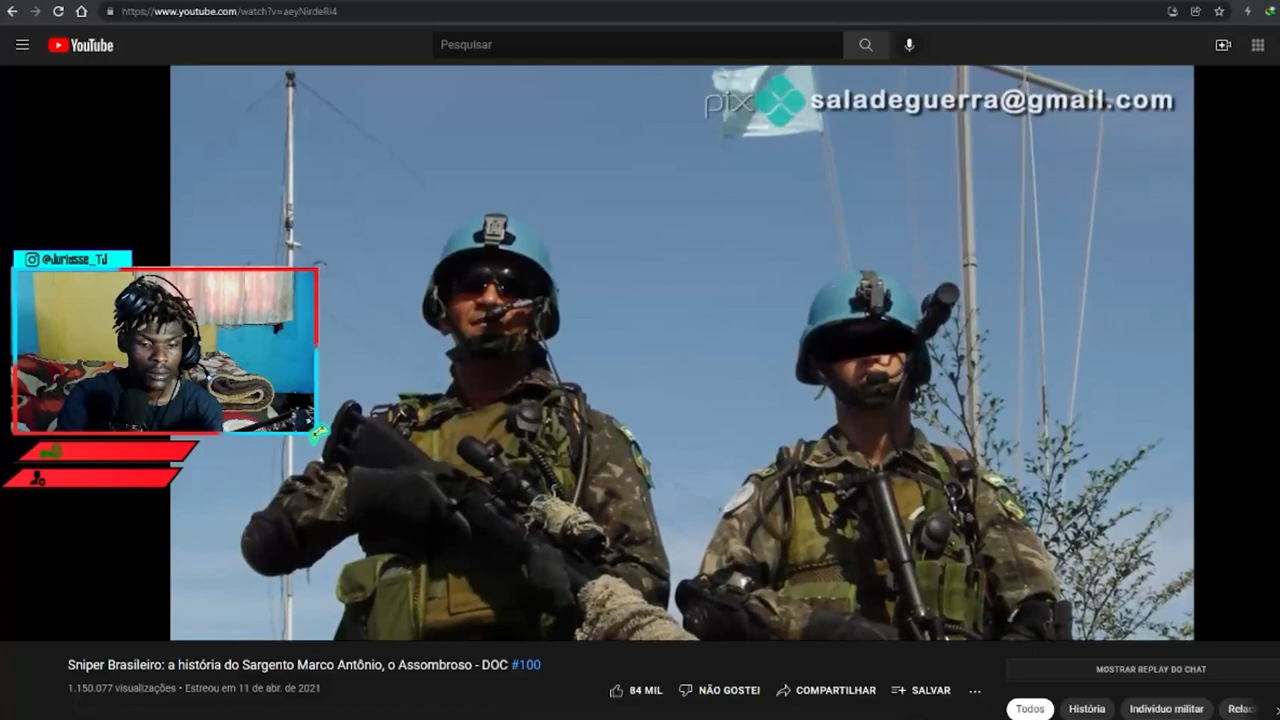 https://www.youtube.com/watch?v=aeyNirdeRi4
YouTube
Pesquisar
pix saladeguerra@gmail.com
@Juriasse_TJ
Sniper Brasileiro: a história do Sargento Marco Antônio, o Assombroso - DOC #100
1.150.077 visualizações • Estreou em 11 de abr. de 2021
84 MIL NÃO GOSTEI COMPARTILHAR SALVAR ...
MOSTRAR REPLAY DO CHAT
Todos História Indivíduo militar